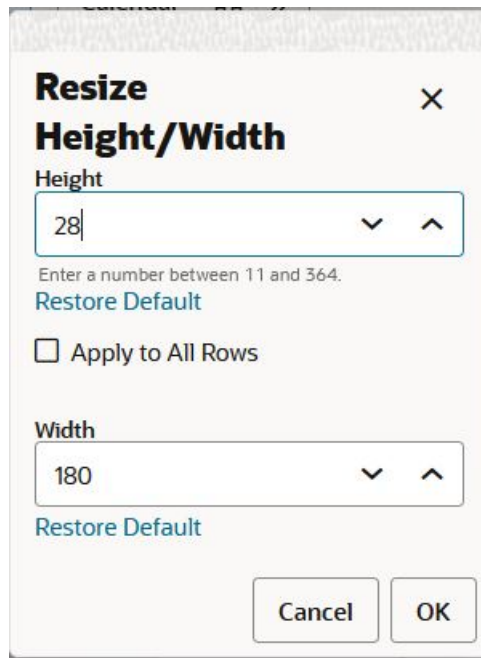 Resize
Height/Width
Height
28
Enter a number between 11 and 364.
Restore Default
Apply to All Rows
Width
180
Restore Default
Cancel OK